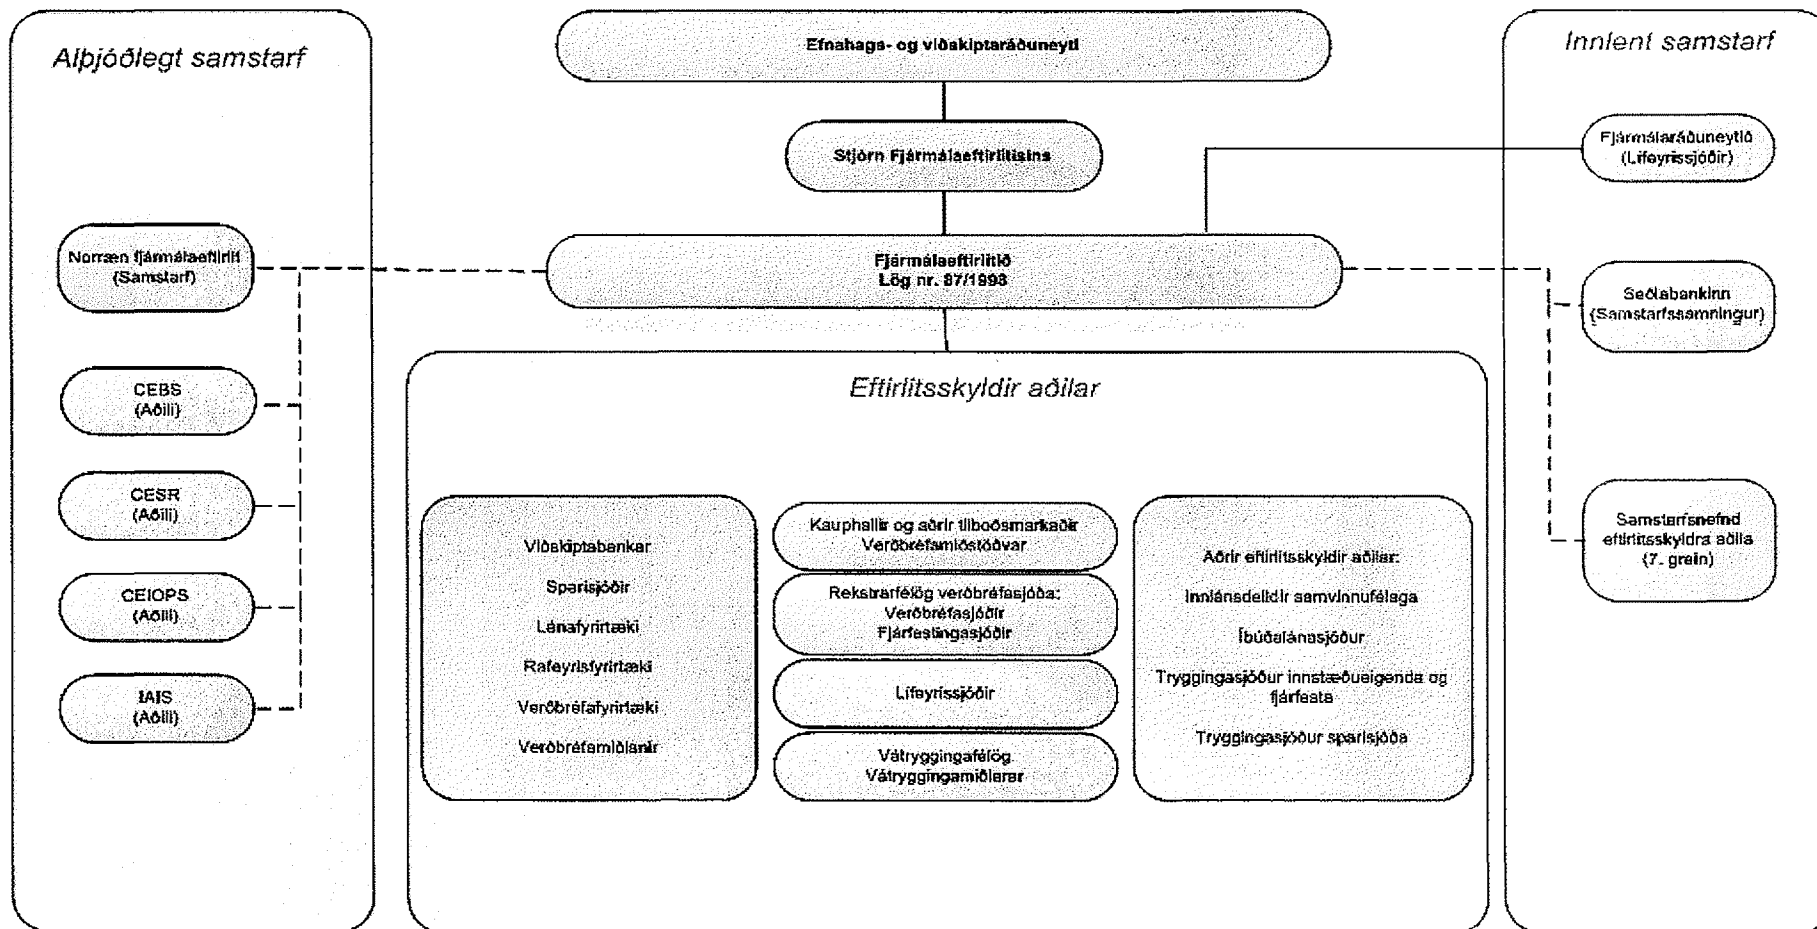 Alþjóðlegt samstarf
Norræn fjármálaeftirlit
(Samstarf)
CEBS
(Aðili)
CESR
(Aðili)
CEIOPS
(Aðili)
IAIS
(Aðili)
Efnahags- og viðskiptaráðuneyti
Stjórn Fjármálaeftirlitisins
Fjármálaeftirlitið
Lög nr. 87/1998
Eftirlitsskyldir aðilar
Viðskiptabankar
Sparisjóðir
Lánafyrirtæki
Rafeyrisfyrirtæki
Verðbréfafyrirtæki
Verðbréfamiðlanir
Kauphallir og aðrir tilboðsmarkaðir
Verðbréfamiðstöðvar
Rekstrarfélög verðbréfasjóða:
Verðbréfasjóðir
Fjárfestingasjóðir
Lífeyrissjóðir
Vátryggingafélög
Vátryggingamiðlarar
Aðrir eftirlitsskyldir aðilar:
Innlánsdeildir samvinnufélaga
Íbúðalánasjóður
Tryggingasjóður innstæðueigenda og
fjárfesta
Tryggingasjóður sparisjóða
Innlent samstarf
Fjármálaráðuneytið
(Lífeyrissjóðir)
Seðlabankinn
(Samstarfssamningur)
Samstarfsnefnd
eftirlitsskyldra aðila
(7. grein)